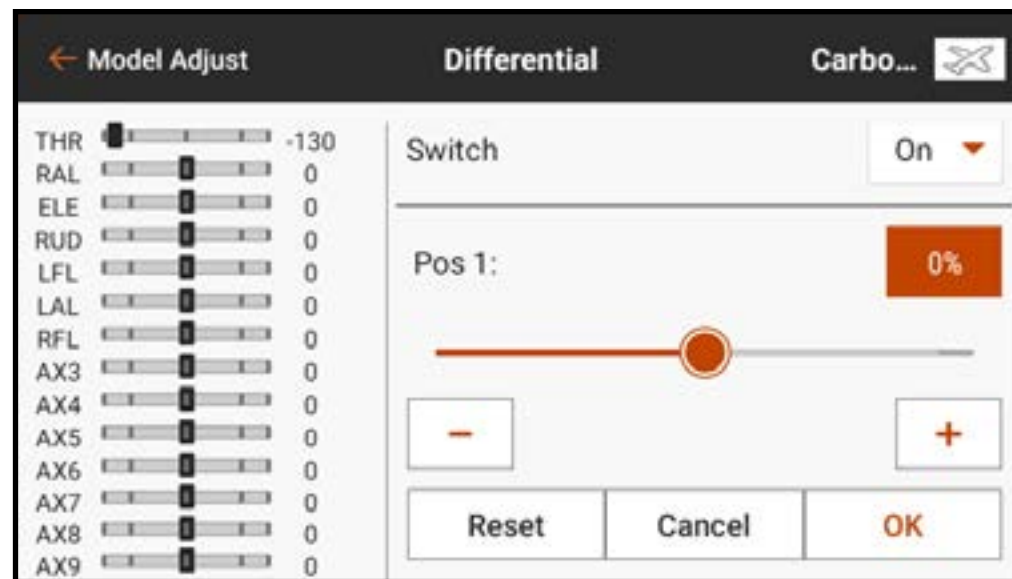 ← Model Adjust Differential Carbo...
THR -130
RAL 0
ELE 0
RUD 0
LFL 0
LAL 0
RFL 0
AX3 0
AX4 0
AX5 0
AX6 0
AX7 0
AX8 0
AX9 0
Switch On
Pos 1: 0%
− +
Reset Cancel OK